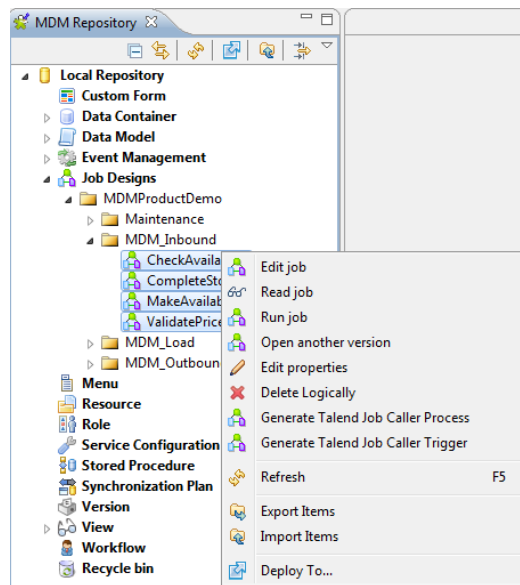 MDM Repository
Local Repository
Custom Form
Data Container
Data Model
Event Management
Job Designs
MDMProductDemo
Maintenance
MDM_Inbound
CheckAvaila
CompleteSto
MakeAvailab
ValidatePrice
MDM_Load
MDM_Outboun
Menu
Resource
Role
Service Configuration
Stored Procedure
Synchronization Plan
Version
View
Workflow
Recycle bin
Edit job
Read job
Run job
Open another version
Edit properties
Delete Logically
Generate Talend Job Caller Process
Generate Talend Job Caller Trigger
Refresh F5
Export Items
Import Items
Deploy To...